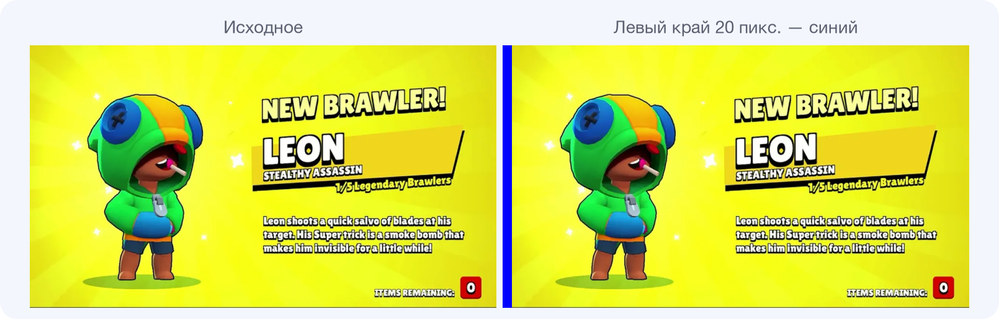 Исходное
NEW BRAWLER!
LEON
STEALTHY ASSASSIN
1/5 Legendary Brawlers
Leon shoots a quick salvo of blades at his
target. His Super trick is a smoke bomb that
makes him invisible for a little while!
ITEMS REMAINING: 0
Левый край 20 пикс. — синий
NEW BRAWLER!
LEON
STEALTHY ASSASSIN
1/5 Legendary Brawlers
Leon shoots a quick salvo of blades at his
target. His Super trick is a smoke bomb that
makes him invisible for a little while!
ITEMS REMAINING: 0